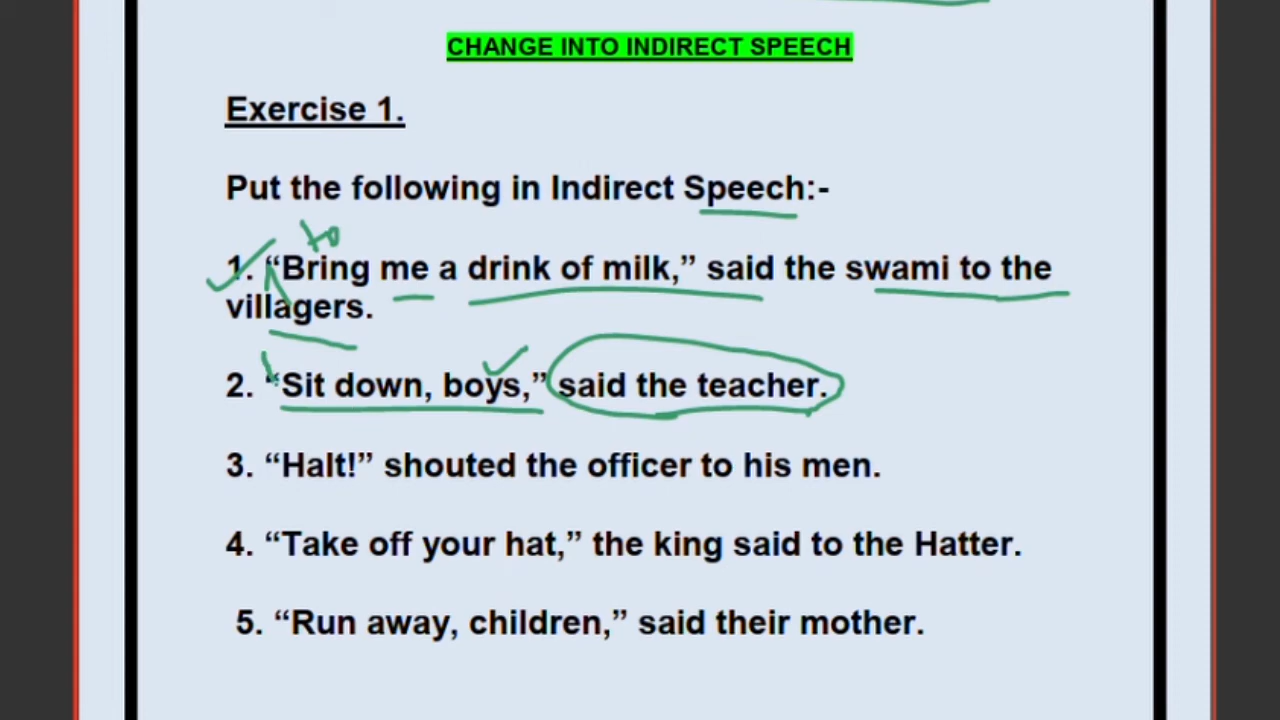 CHANGE INTO INDIRECT SPEECH
Exercise 1.
Put the following in Indirect Speech:-
to
1. “Bring me a drink of milk,” said the swami to the
villagers.
2. “Sit down, boys,” said the teacher.
3. “Halt!” shouted the officer to his men.
4. “Take off your hat,” the king said to the Hatter.
5. “Run away, children,” said their mother.